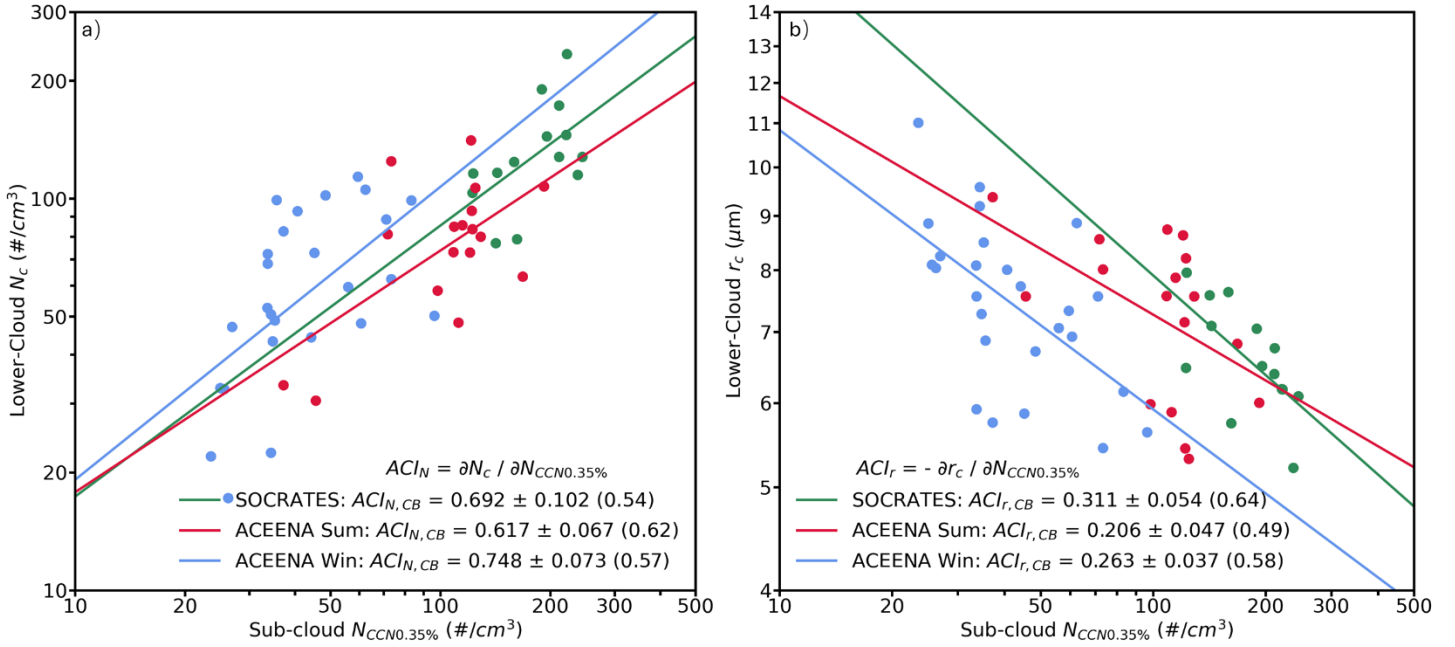 a)
300
200
100
50
20
10
Lower-Cloud N_c (#/cm^3)
ACI_N = ∂N_c / ∂N_CCN0.35%
SOCRATES: ACI_N,CB = 0.692 ± 0.102 (0.54)
ACEENA Sum: ACI_N,CB = 0.617 ± 0.067 (0.62)
ACEENA Win: ACI_N,CB = 0.748 ± 0.073 (0.57)
10 20 50 100 200 300 500
Sub-cloud N_CCN0.35% (#/cm^3)
b)
14
13
12
11
10
9
8
7
6
5
4
Lower-Cloud r_c (μm)
ACI_r = - ∂r_c / ∂N_CCN0.35%
SOCRATES: ACI_r,CB = 0.311 ± 0.054 (0.64)
ACEENA Sum: ACI_r,CB = 0.206 ± 0.047 (0.49)
ACEENA Win: ACI_r,CB = 0.263 ± 0.037 (0.58)
10 20 50 100 200 300 500
Sub-cloud N_CCN0.35% (#/cm^3)